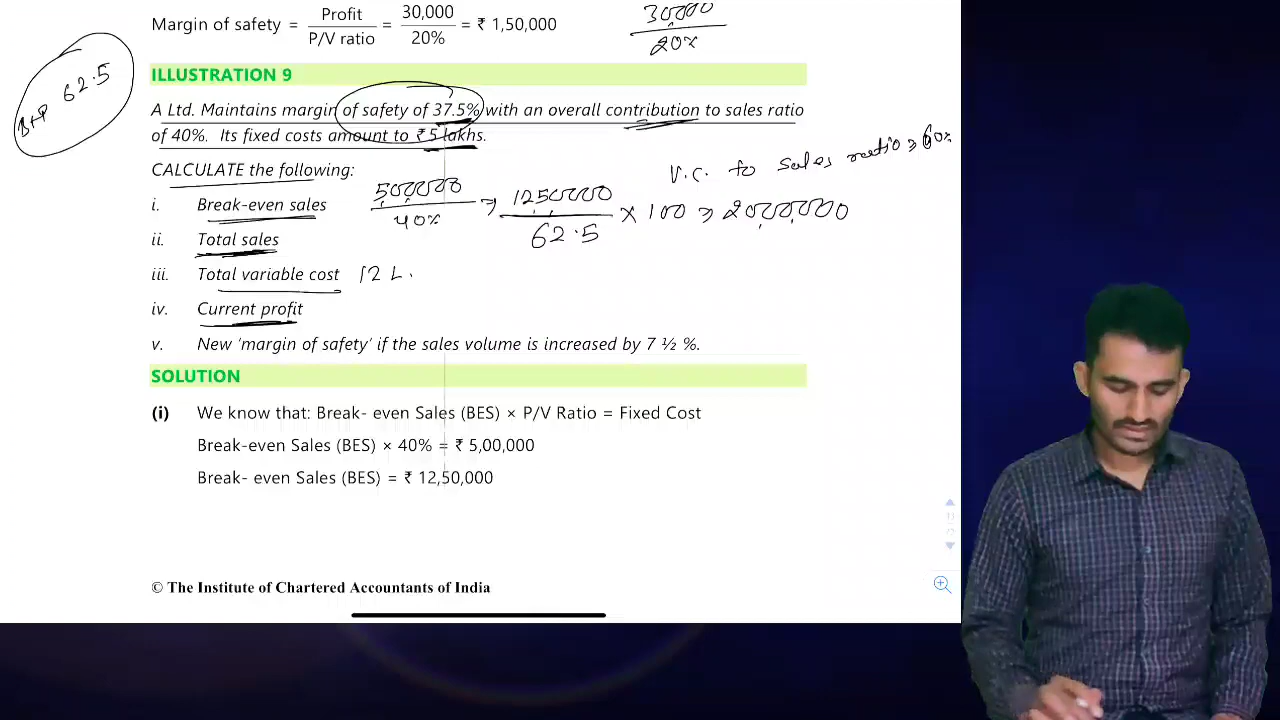 Margin of safety = Profit / P/V ratio = 30,000 / 20% = ₹ 1,50,000
30,000 / 20%
BEP 62.5
ILLUSTRATION 9
A Ltd. Maintains margin of safety of 37.5% with an overall contribution to sales ratio
of 40%. Its fixed costs amount to ₹ 5 lakhs.
CALCULATE the following:
V.C. to sales ratio ⇒ 60%
i. Break-even sales
500000 / 40% ⇒ 1250000 / 62.5 × 100 ⇒ 2000000
ii. Total sales
iii. Total variable cost 12 L.
iv. Current profit
v. New 'margin of safety' if the sales volume is increased by 7 ½ %.
SOLUTION
(i) We know that: Break- even Sales (BES) × P/V Ratio = Fixed Cost
Break-even Sales (BES) × 40% = ₹ 5,00,000
Break- even Sales (BES) = ₹ 12,50,000
© The Institute of Chartered Accountants of India